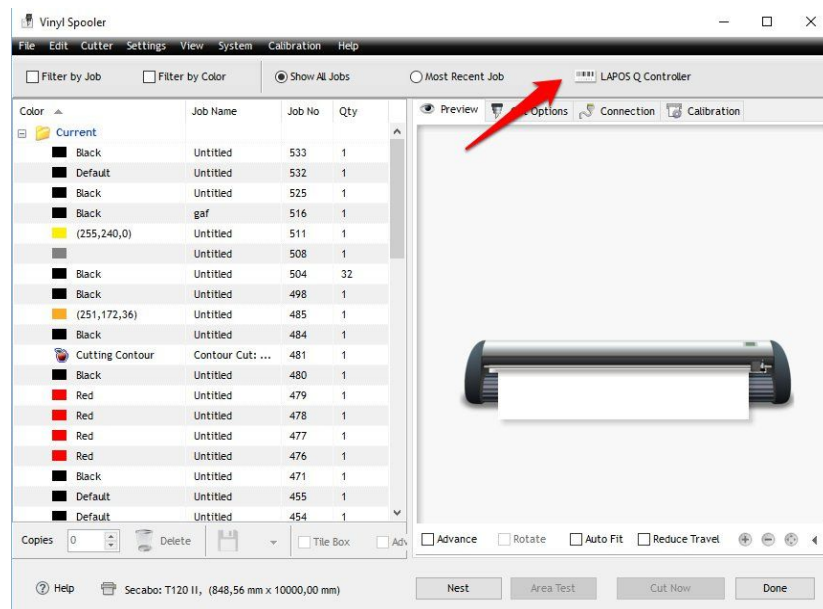 Vinyl Spooler
File Edit Cutter Settings View System Calibration Help
Filter by Job Filter by Color Show All Jobs Most Recent Job LAPOS Q Controller
Color Job Name Job No Qty
Preview Options Connection Calibration
Current
Black Untitled 533 1
Default Untitled 532 1
Black Untitled 525 1
Black gaf 516 1
(255,240,0) Untitled 511 1
Untitled 508 1
Black Untitled 504 32
Black Untitled 498 1
(251,172,36) Untitled 485 1
Black Untitled 484 1
Cutting Contour Contour Cut: ... 481 1
Black Untitled 480 1
Red Untitled 479 1
Red Untitled 478 1
Red Untitled 477 1
Red Untitled 476 1
Black Untitled 471 1
Default Untitled 455 1
Default Untitled 454 1
Copies 0 Delete Tile Box Adv
Advance Rotate Auto Fit Reduce Travel
Help Secabo: T120 II, (848,56 mm x 10000,00 mm)
Nest Area Test Cut Now Done